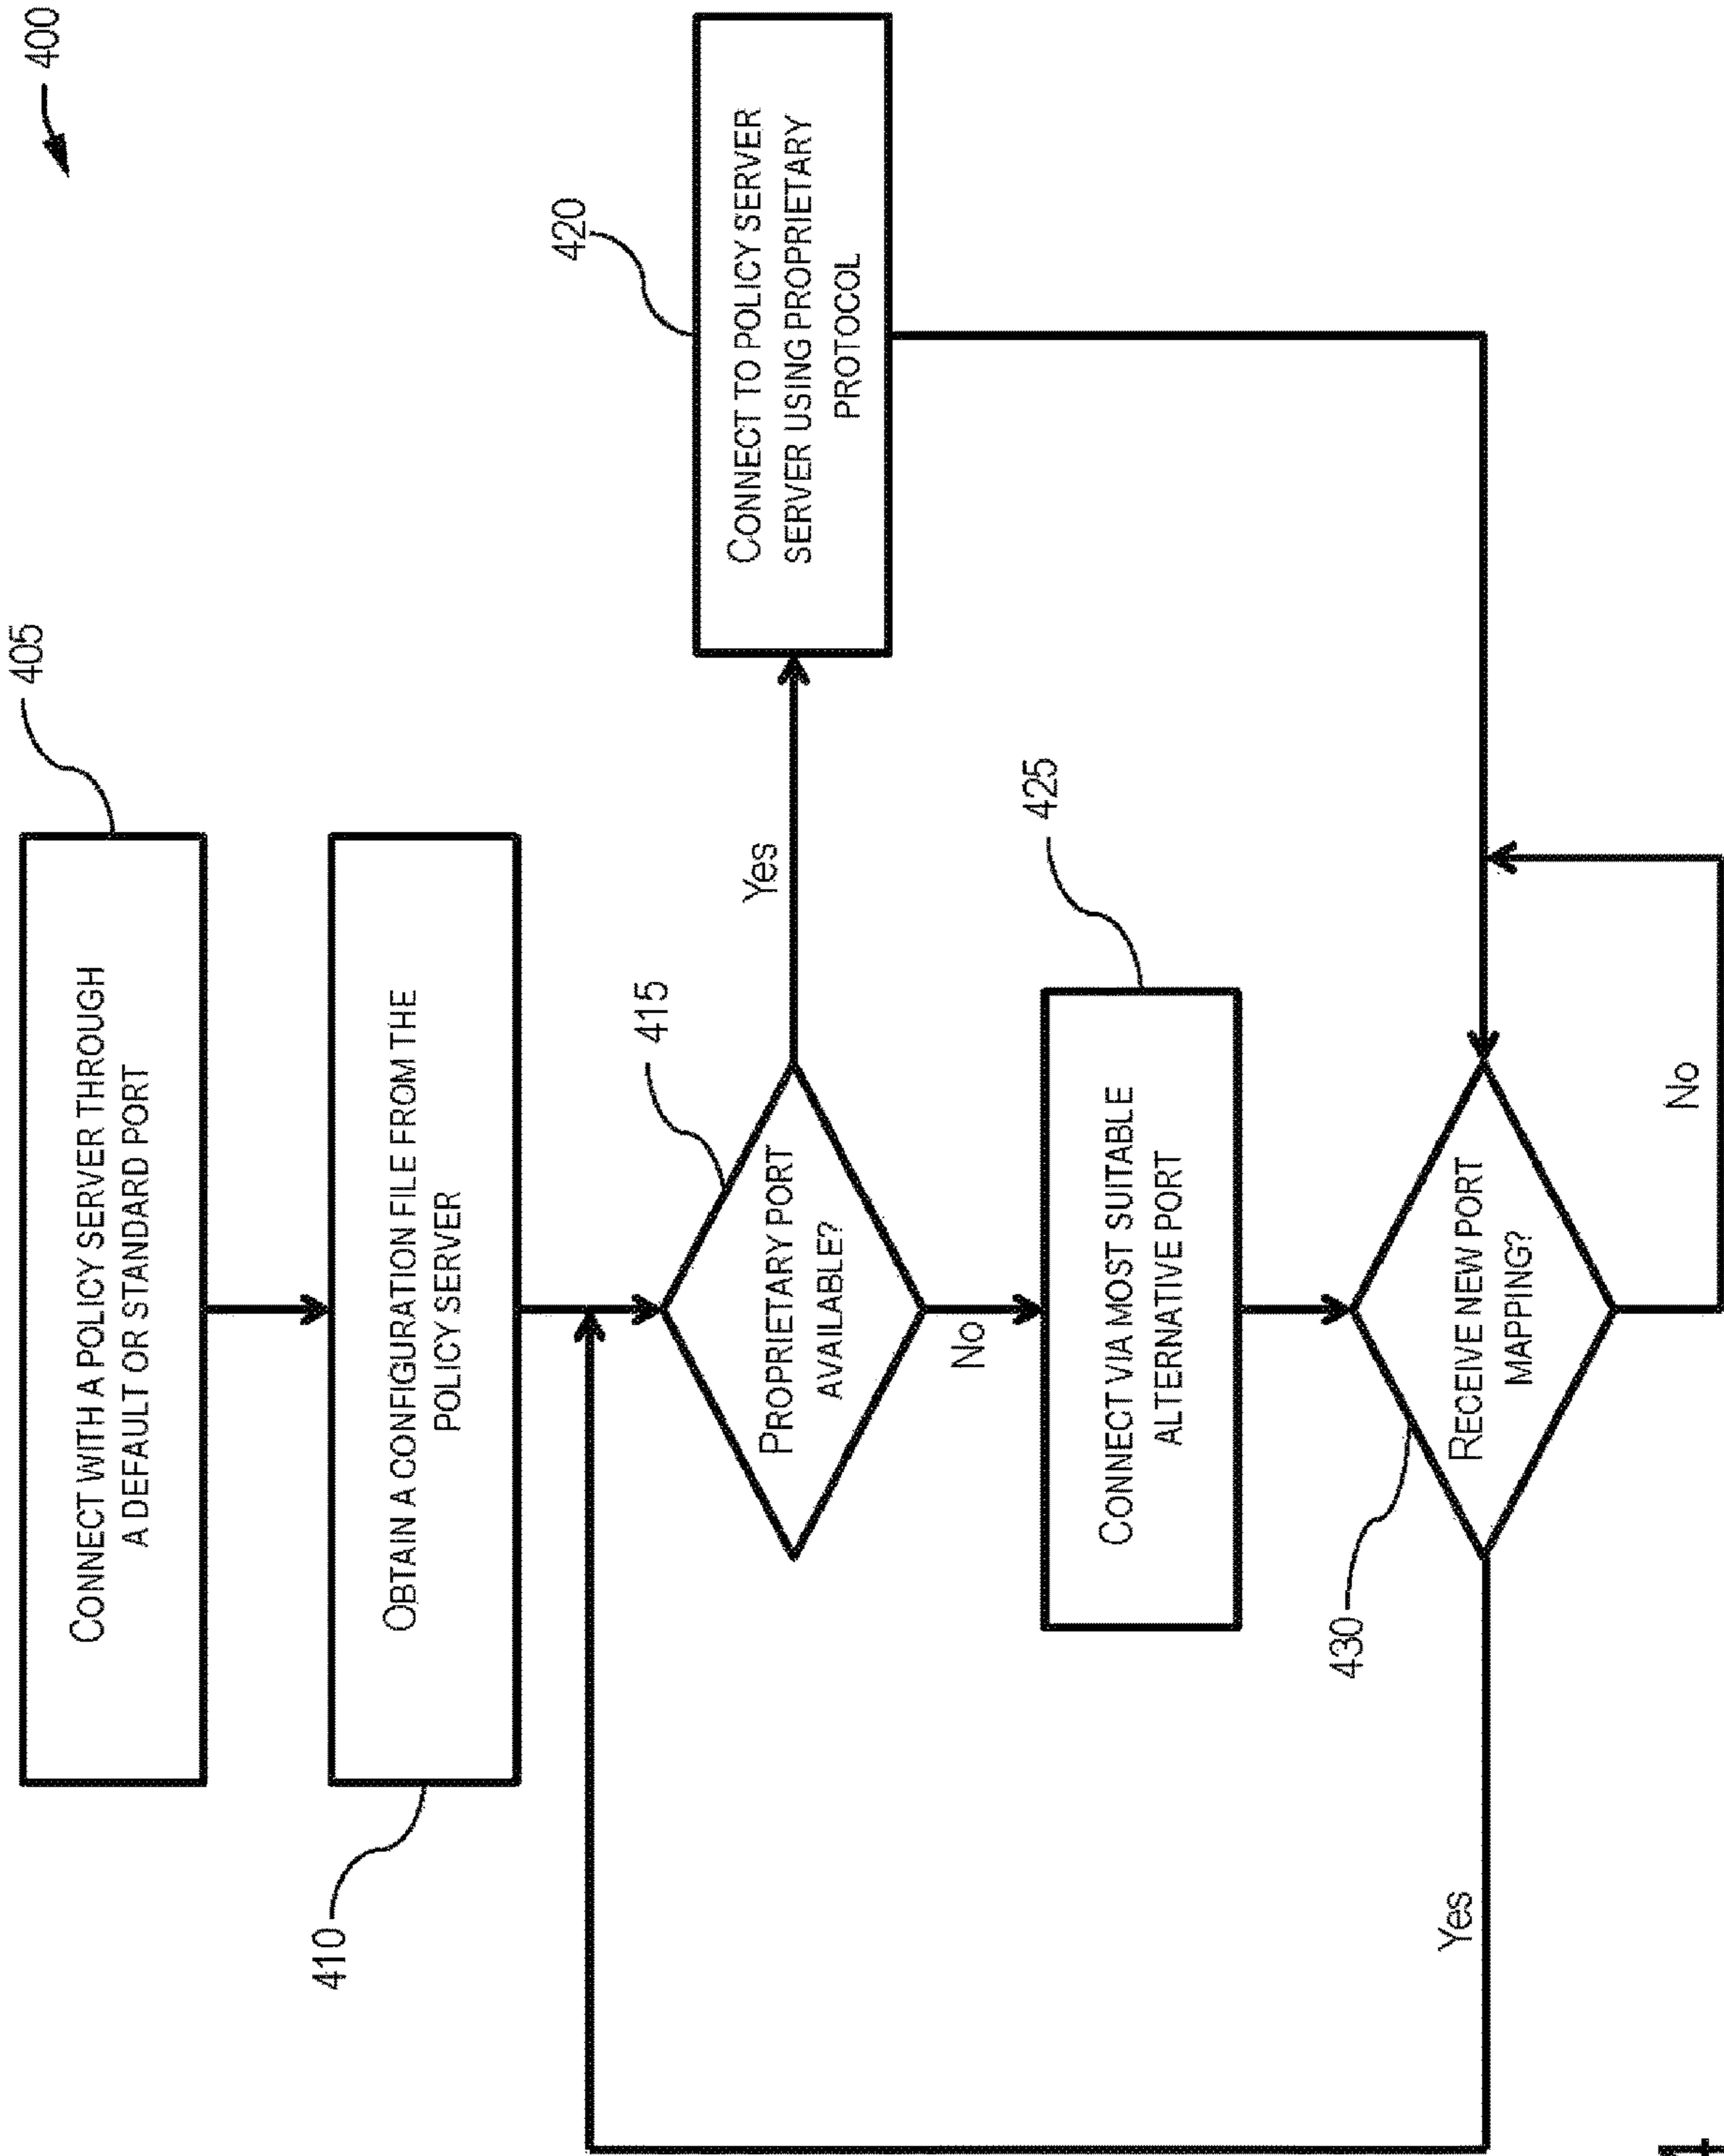 400
CONNECT WITH A POLICY SERVER THROUGH
A DEFAULT OR STANDARD PORT
405
OBTAIN A CONFIGURATION FILE FROM THE
POLICY SERVER
410
PROPRIETARY PORT
AVAILABLE?
415
Yes
CONNECT TO POLICY SERVER
SERVER USING PROPRIETARY
PROTOCOL
420
No
CONNECT VIA MOST SUITABLE
ALTERNATIVE PORT
425
RECEIVE NEW PORT
MAPPING?
430
Yes
No